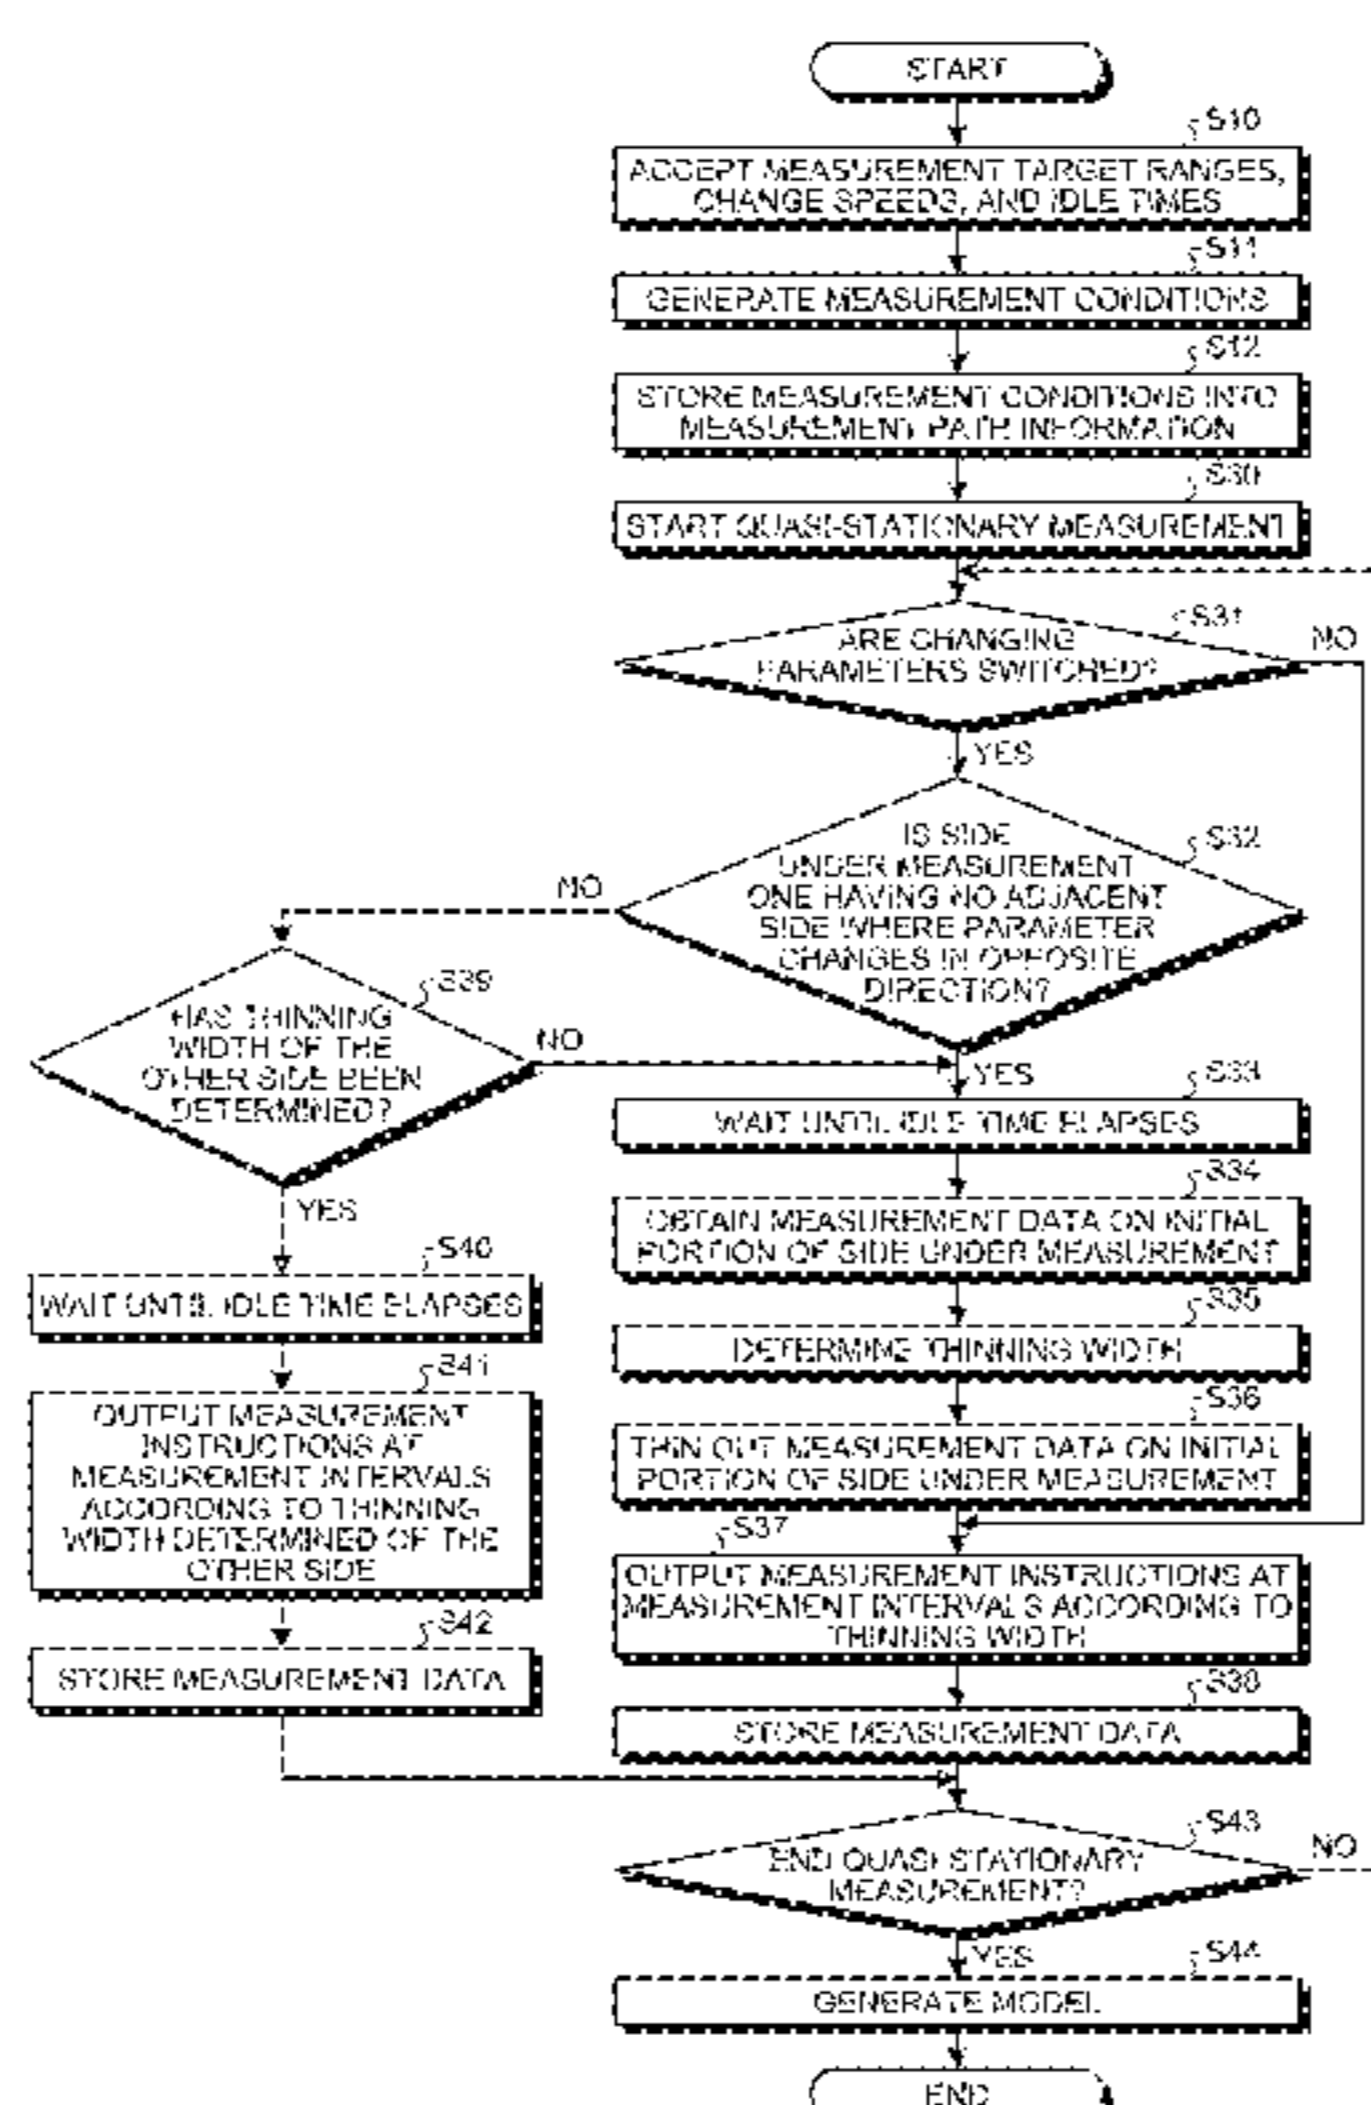 START
S10
ACCEPT MEASUREMENT TARGET RANGES,
CHANGE SPEEDS, AND IDLE TIMES
S11
GENERATE MEASUREMENT CONDITIONS
S12
STORE MEASUREMENT CONDITIONS INTO
MEASUREMENT PATH INFORMATION
S30
START QUASI-STATIONARY MEASUREMENT
S31
ARE CHANGING
PARAMETERS SWITCHED?
NO
YES
S32
IS SIDE
UNDER MEASUREMENT
ONE HAVING NO ADJACENT
SIDE WHERE PARAMETER
CHANGES IN OPPOSITE
DIRECTION?
NO
YES
S39
HAS THINNING
WIDTH OF THE
OTHER SIDE BEEN
DETERMINED?
NO
YES
S33
WAIT UNTIL IDLE TIME ELAPSES
S34
OBTAIN MEASUREMENT DATA ON INITIAL
PORTION OF SIDE UNDER MEASUREMENT
S35
DETERMINE THINNING WIDTH
S36
THIN OUT MEASUREMENT DATA ON INITIAL
PORTION OF SIDE UNDER MEASUREMENT
S37
OUTPUT MEASUREMENT INSTRUCTIONS AT
MEASUREMENT INTERVALS ACCORDING TO
THINNING WIDTH
S38
STORE MEASUREMENT DATA
S40
WAIT UNTIL IDLE TIME ELAPSES
S41
OUTPUT MEASUREMENT
INSTRUCTIONS AT
MEASUREMENT INTERVALS
ACCORDING TO THINNING
WIDTH DETERMINED OF THE
OTHER SIDE
S42
STORE MEASUREMENT DATA
S43
END QUASI-STATIONARY
MEASUREMENT?
NO
YES
S44
GENERATE MODEL
END